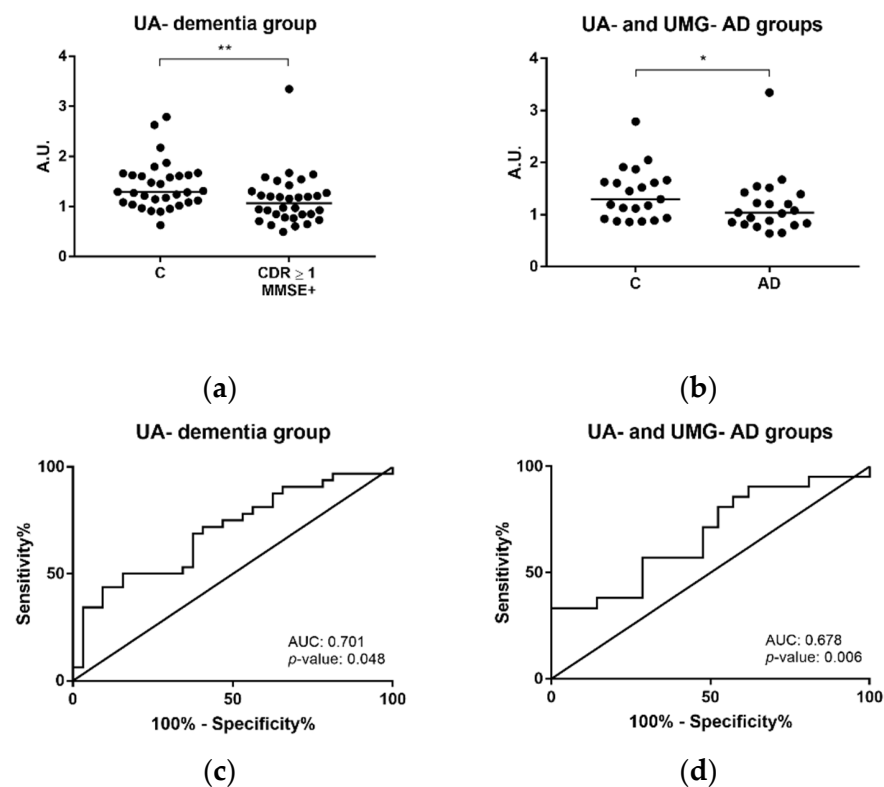 UA- dementia group
**
4
3
2
1
0
A.U.
C
CDR ≥ 1
MMSE+
(a)
UA- and UMG- AD groups
*
4
3
2
1
0
A.U.
C
AD
(b)
UA- dementia group
100
50
0
Sensitivity%
AUC: 0.701
p-value: 0.048
0
50
100
100% - Specificity%
(c)
UA- and UMG- AD groups
100
50
0
Sensitivity%
AUC: 0.678
p-value: 0.006
0
50
100
100% - Specificity%
(d)